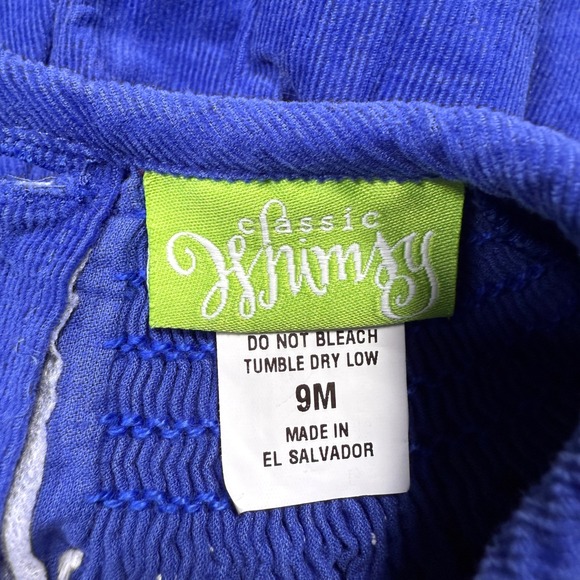 classic
Whimsy
DO NOT BLEACH
TUMBLE DRY LOW
9M
MADE IN
EL SALVADOR